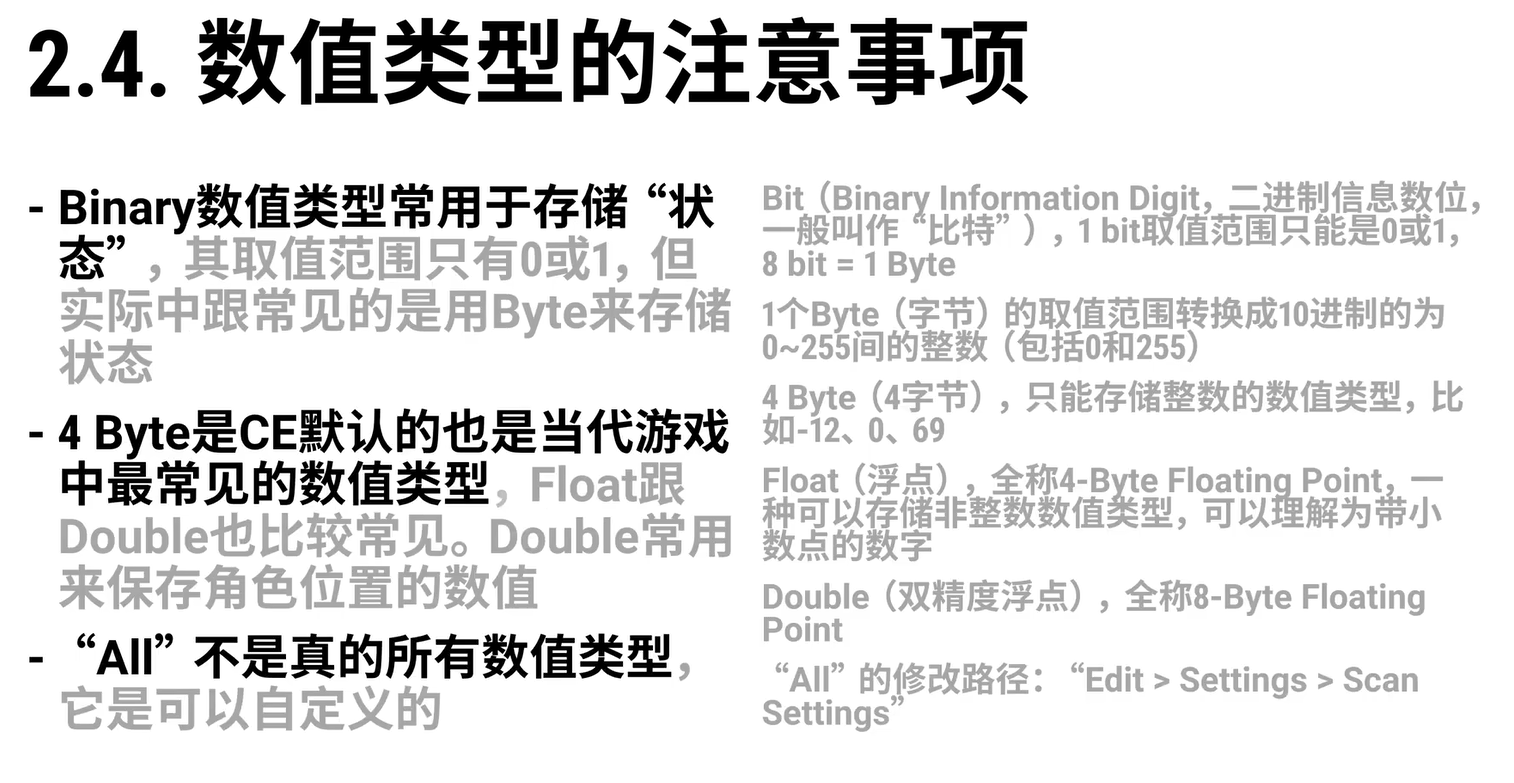 2.4. 数值类型的注意事项
- Binary数值类型常用于存储“状
态”，其取值范围只有0或1，但
实际中跟常见的是用Byte来存储
状态
- 4 Byte是CE默认的也是当代游戏
中最常见的数值类型，Float跟
Double也比较常见。Double常用
来保存角色位置的数值
- “All”不是真的所有数值类型，
它是可以自定义的
Bit（Binary Information Digit，二进制信息数位，
一般叫作“比特”），1 bit取值范围只能是0或1，
8 bit = 1 Byte
1个Byte（字节）的取值范围转换成10进制的为
0~255间的整数（包括0和255）
4 Byte（4字节），只能存储整数的数值类型，比
如-12、0、69
Float（浮点），全称4-Byte Floating Point，一
种可以存储非整数数值类型，可以理解为带小
数点的数字
Double（双精度浮点），全称8-Byte Floating
Point
“All”的修改路径：“Edit > Settings > Scan
Settings”